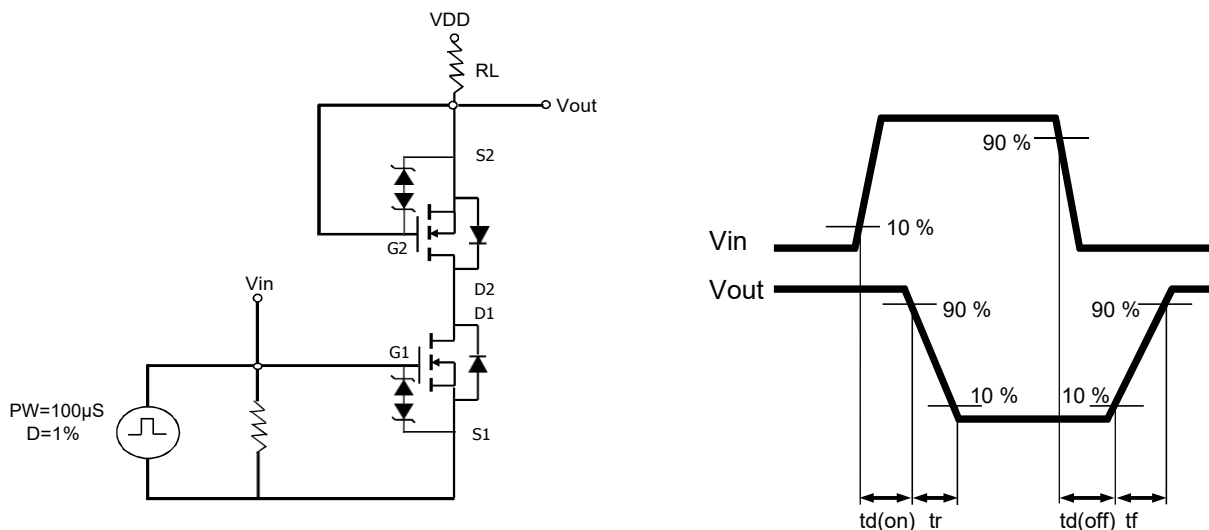 VDD
RL
Vout
S2
G2
D2
D1
G1
S1
Vin
PW=100µS
D=1%
90 %
10 %
Vin
Vout
90 %
90 %
10 %
10 %
td(on)
tr
td(off)
tf